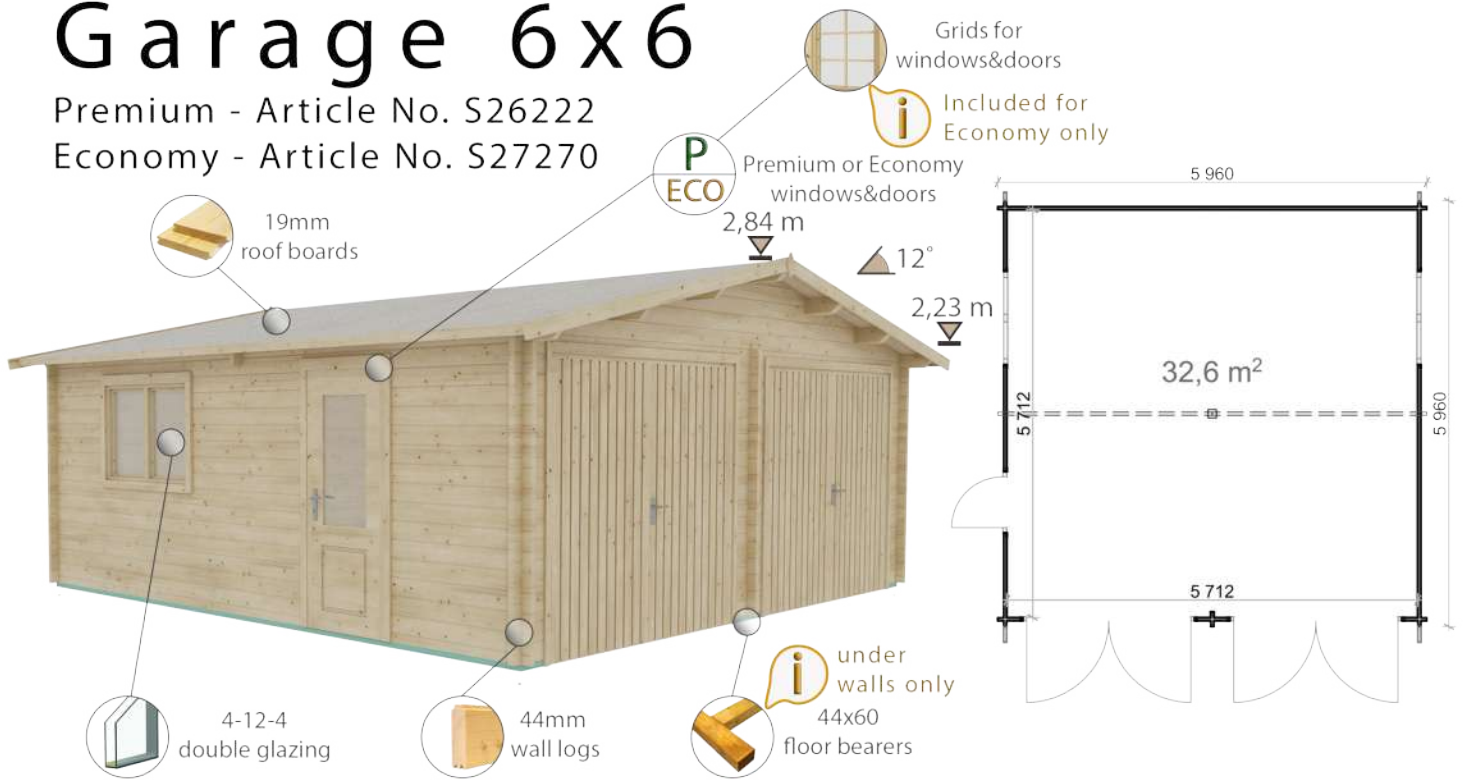 Garage 6x6
Premium - Article No. S26222
Economy - Article No. S27270
Grids for
windows&doors
i
Included for
Economy only
P
ECO
Premium or Economy
windows&doors
19mm
roof boards
2,84 m
12°
2,23 m
5 960
32,6 m²
5 712
5 960
5 712
i
under
walls only
4-12-4
double glazing
44mm
wall logs
44x60
floor bearers